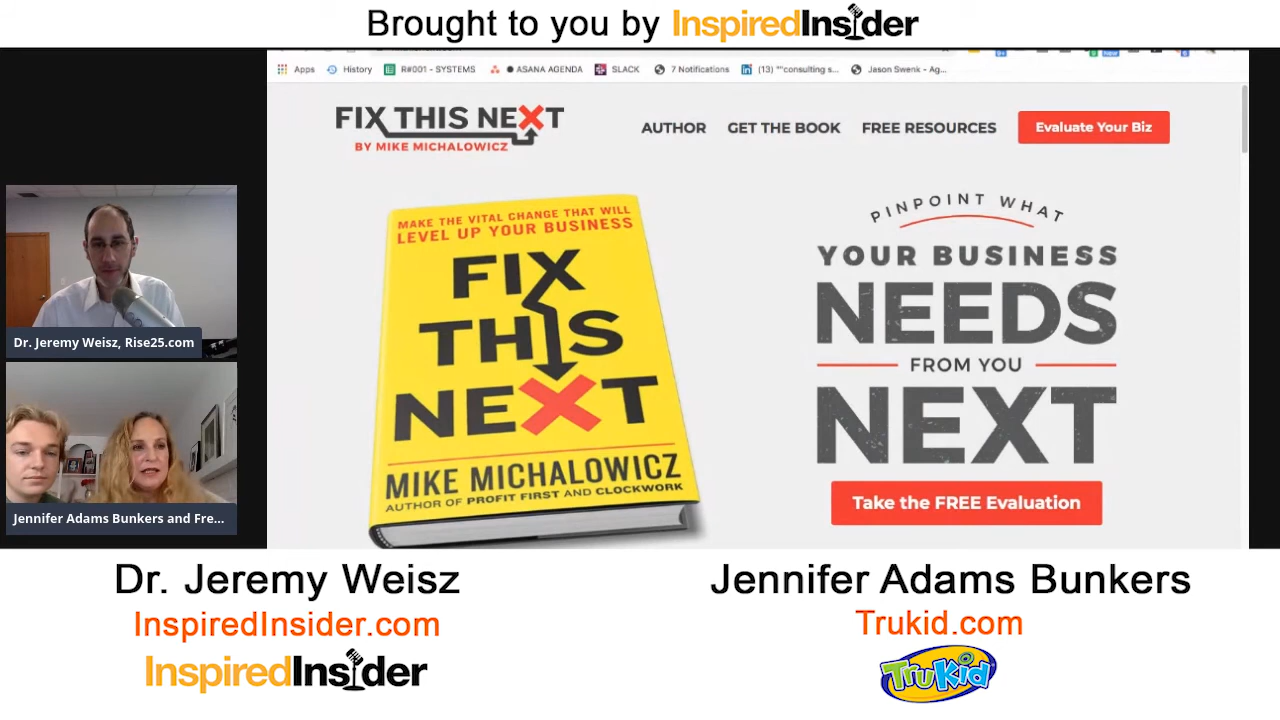 Brought to you by InspiredInsider
Apps History R#001 - SYSTEMS ASANA AGENDA SLACK 7 Notifications (13) ""consulting s... Jason Swenk - Ag...
FIX THIS NEXT
BY MIKE MICHALOWICZ
AUTHOR GET THE BOOK FREE RESOURCES Evaluate Your Biz
MAKE THE VITAL CHANGE THAT WILL
LEVEL UP YOUR BUSINESS
FIX
THIS
NEXT
MIKE MICHALOWICZ
AUTHOR OF PROFIT FIRST AND CLOCKWORK
PINPOINT WHAT
YOUR BUSINESS
NEEDS
FROM YOU
NEXT
Take the FREE Evaluation
Dr. Jeremy Weisz, Rise25.com
Jennifer Adams Bunkers and Fre...
Dr. Jeremy Weisz
InspiredInsider.com
InspiredInsider
Jennifer Adams Bunkers
Trukid.com
TruKid